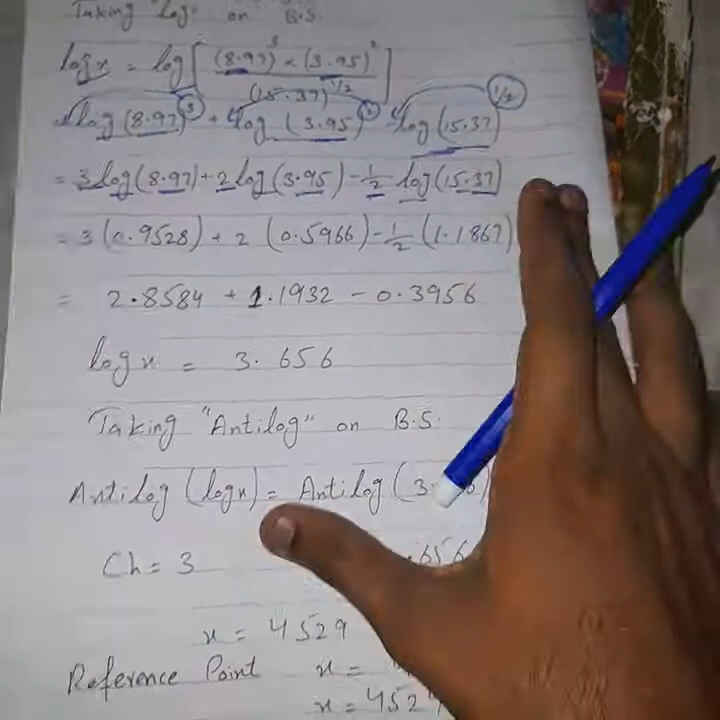 Taking "Log" on B.S.
log x = log [ (8.97)³ × (3.95)² / (15.37)^1/2 ]
log (8.97)³ + log (3.95)² - log (15.37)^1/2
= 3 log (8.97) + 2 log (3.95) - 1/2 log (15.37)
= 3 (0.9528) + 2 (0.5966) - 1/2 (1.1867)
= 2.8584 + 1.1932 - 0.3956
log x = 3.656
Taking "Antilog" on B.S.
Antilog (log x) = Antilog (3.
Ch = 3 .656
x = 4529
Reference Point x =
x = 452